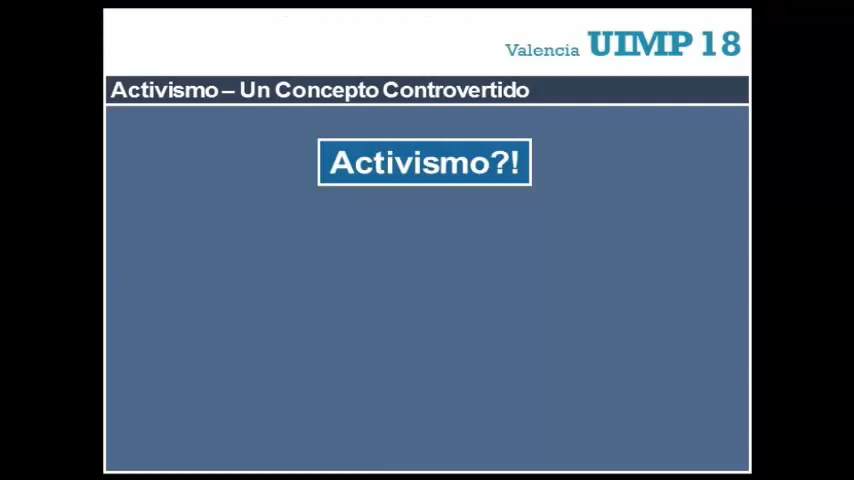 Valencia UIMP 18
Activismo – Un Concepto Controvertido
Activismo?!